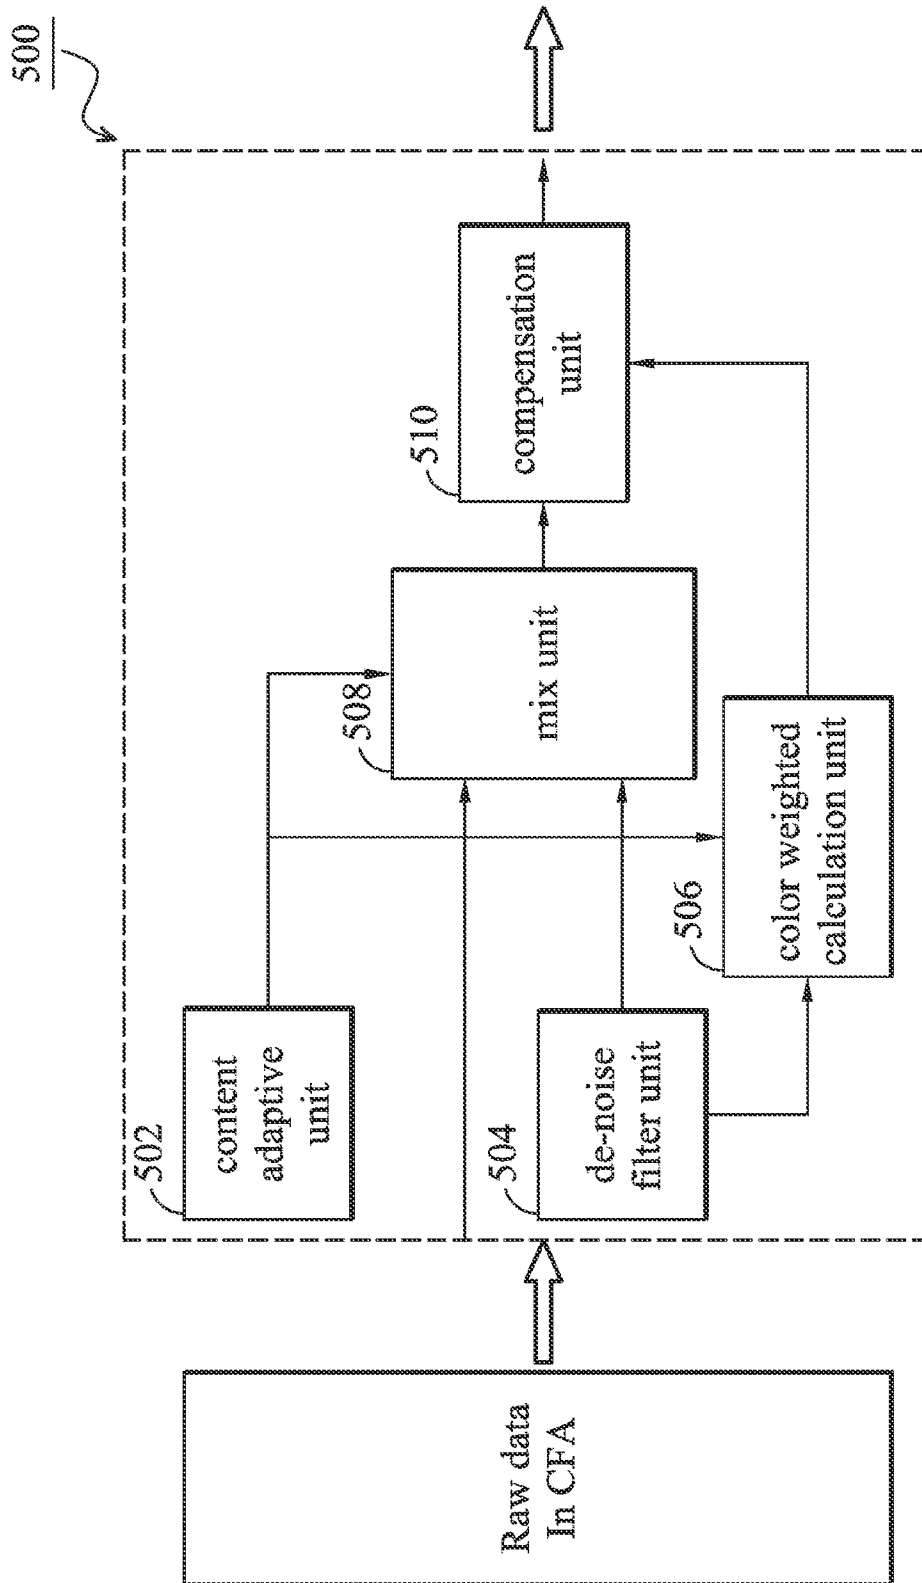 500
Raw data
In CFA
502
content
adaptive
unit
504
de-noise
filter unit
506
color weighted
calculation unit
508
mix unit
510
compensation
unit